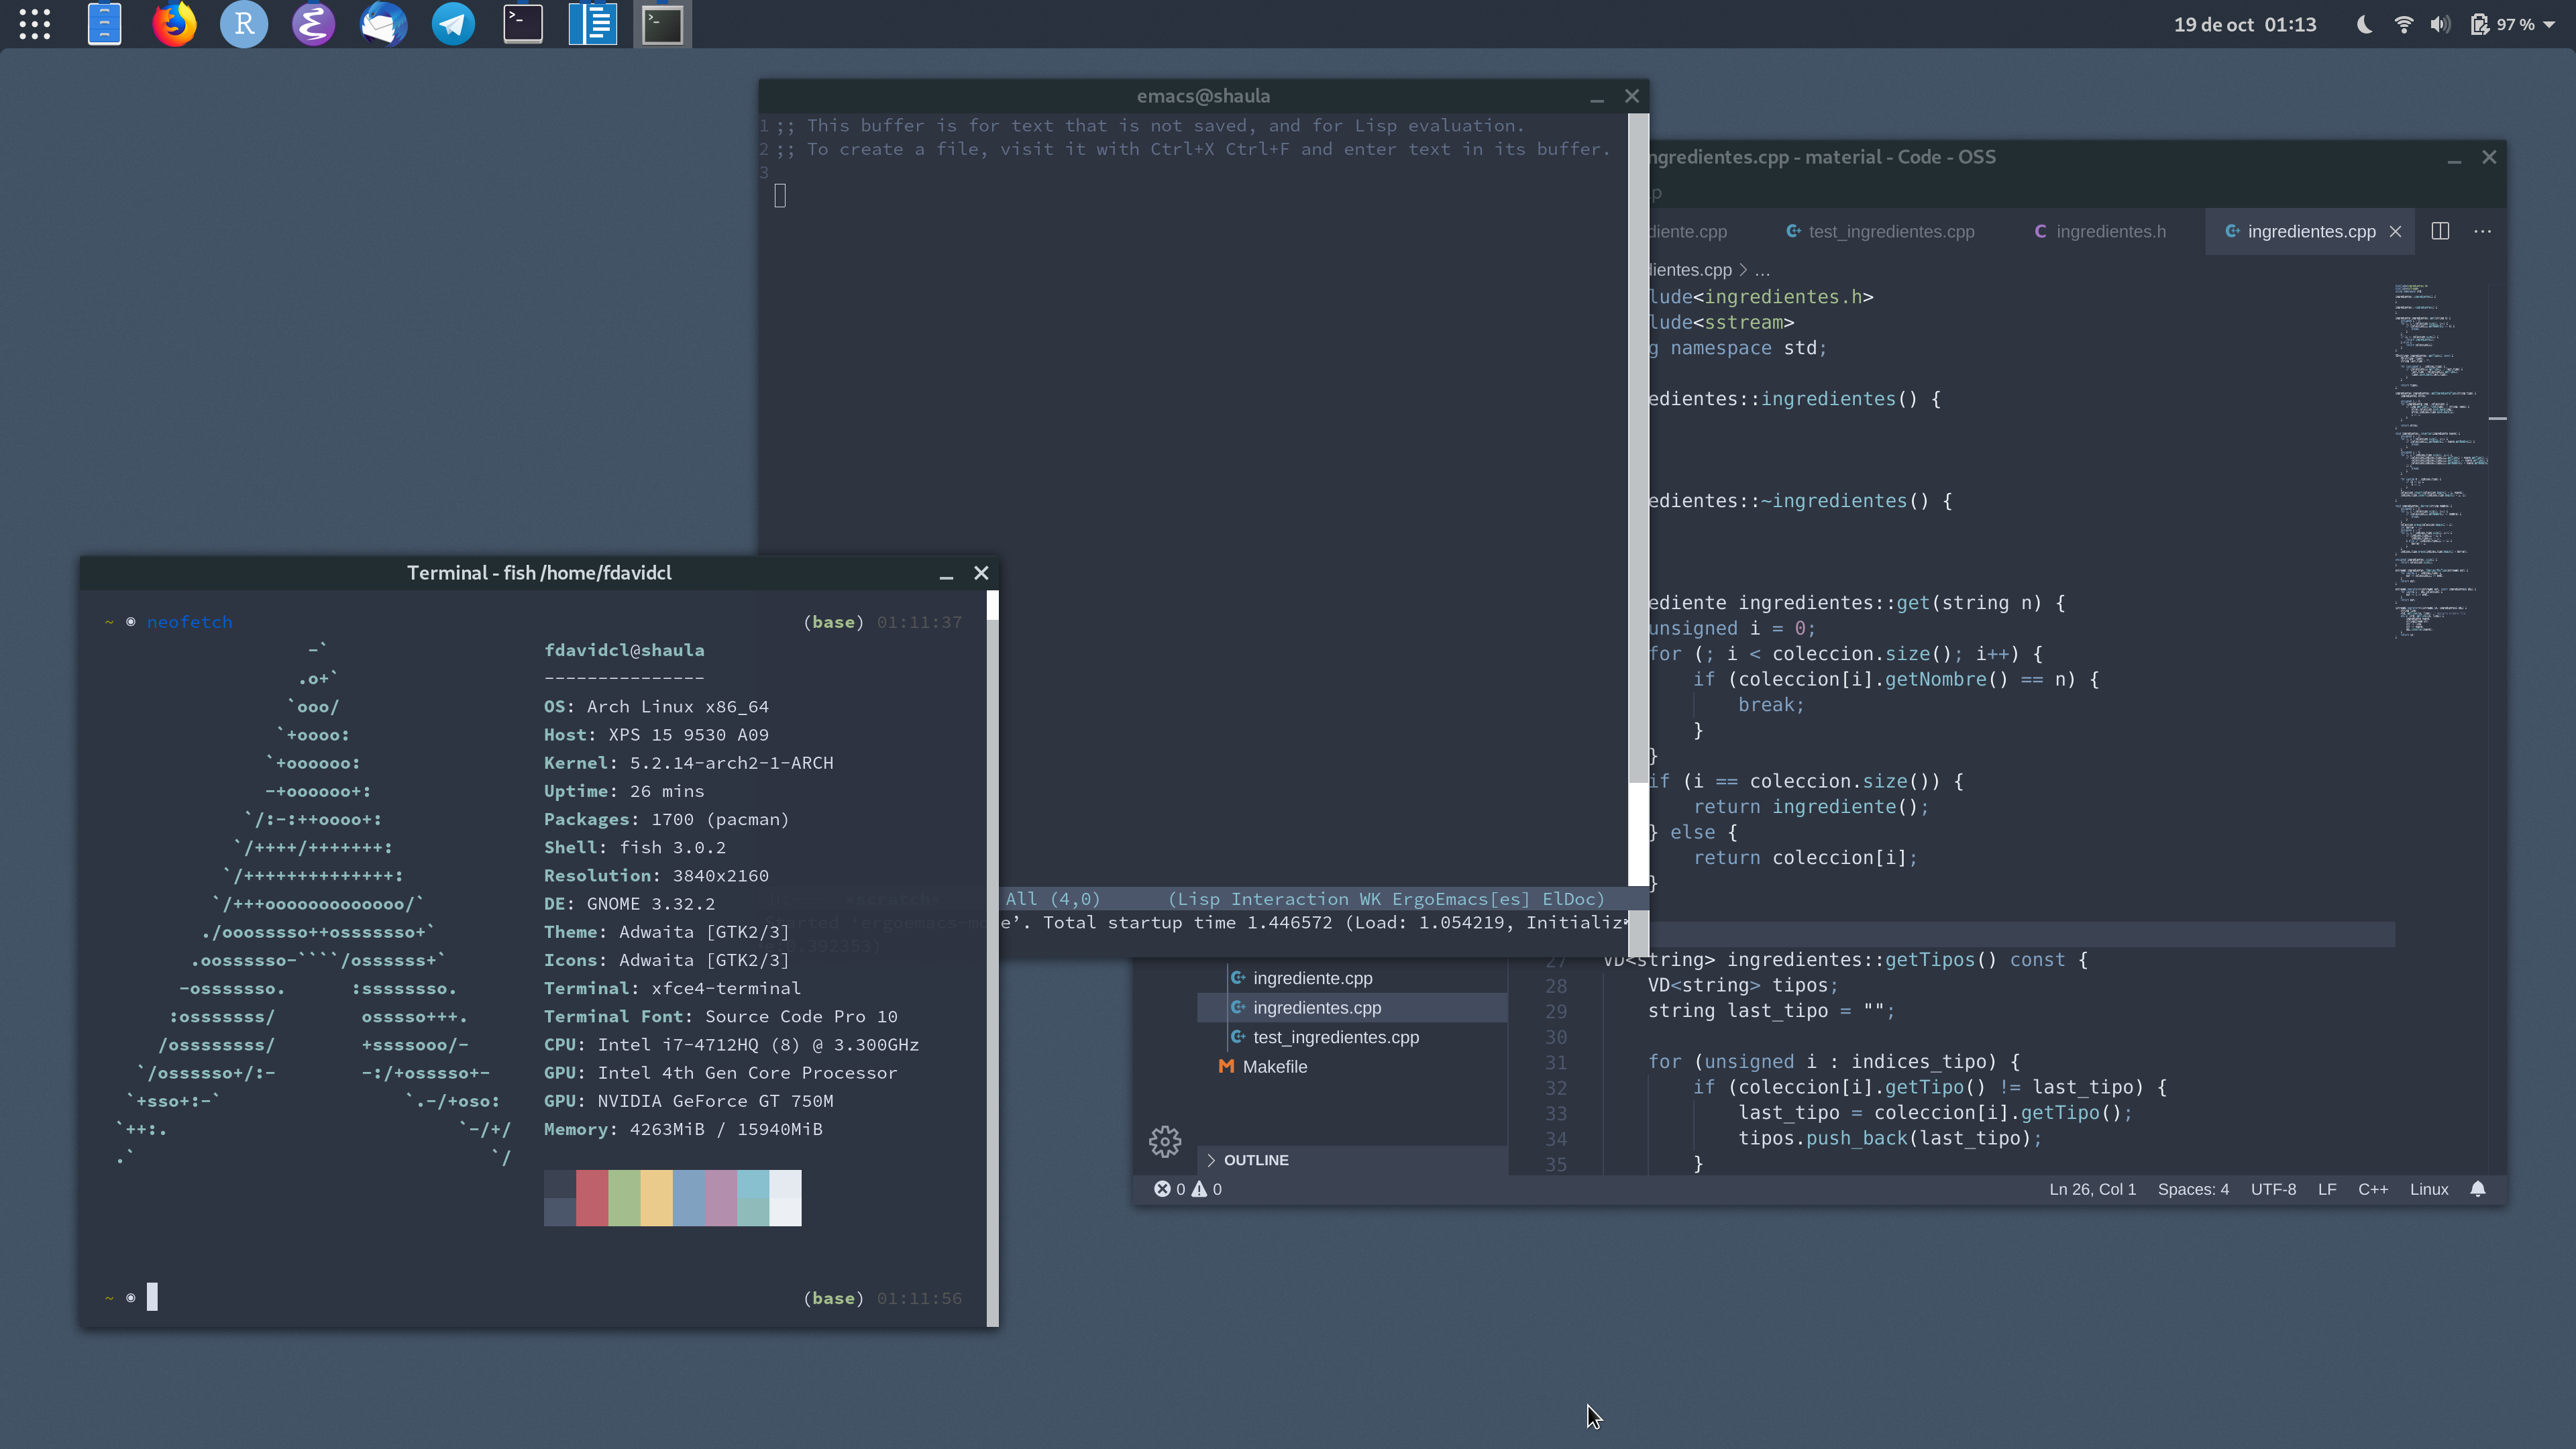 19 de oct 01:13
97 %
emacs@shaula
1 ;; This buffer is for text that is not saved, and for Lisp evaluation.
2 ;; To create a file, visit it with Ctrl+X Ctrl+F and enter text in its buffer.
3
All (4,0) (Lisp Interaction WK ErgoEmacs[es] ElDoc)
Started ‘ergoemacs-mode’. Total startup time 1.446572 (Load: 1.054219, Initializ
ngredientes.cpp - material - Code - OSS
p
diente.cpp
test_ingredientes.cpp
ingredientes.h
ingredientes.cpp
dientes.cpp > …
lude<ingredientes.h>
lude<sstream>
g namespace std;
edientes::ingredientes() {
edientes::~ingredientes() {
ediente ingredientes::get(string n) {
unsigned i = 0;
for (; i < coleccion.size(); i++) {
if (coleccion[i].getNombre() == n) {
break;
}
}
if (i == coleccion.size()) {
return ingrediente();
} else {
return coleccion[i];
}
27 VD<string> ingredientes::getTipos() const {
28 VD<string> tipos;
29 string last_tipo = "";
30
31 for (unsigned i : indices_tipo) {
32 if (coleccion[i].getTipo() != last_tipo) {
33 last_tipo = coleccion[i].getTipo();
34 tipos.push_back(last_tipo);
35 }
ingrediente.cpp
ingredientes.cpp
test_ingredientes.cpp
Makefile
OUTLINE
0 0
Ln 26, Col 1 Spaces: 4 UTF-8 LF C++ Linux
Terminal - fish /home/fdavidcl
~ ◉ neofetch (base) 01:11:37
-` fdavidcl@shaula
.o+` ---------------
`ooo/ OS: Arch Linux x86_64
`+oooo: Host: XPS 15 9530 A09
`+oooooo: Kernel: 5.2.14-arch2-1-ARCH
-+oooooo+: Uptime: 26 mins
`/:-:++oooo+: Packages: 1700 (pacman)
`/++++/+++++++: Shell: fish 3.0.2
`/++++++++++++++: Resolution: 3840x2160
`/+++ooooooooooooo/` DE: GNOME 3.32.2
./ooosssso++osssssso+` Theme: Adwaita [GTK2/3]
.oossssso-````/ossssss+` Icons: Adwaita [GTK2/3]
-osssssso. :ssssssso. Terminal: xfce4-terminal
:osssssss/ osssso+++. Terminal Font: Source Code Pro 10
/ossssssss/ +ssssooo/- CPU: Intel i7-4712HQ (8) @ 3.300GHz
`/ossssso+/:- -:/+osssso+- GPU: Intel 4th Gen Core Processor
`+sso+:-` `.-/+oso: GPU: NVIDIA GeForce GT 750M
`++:. `-/+/ Memory: 4263MiB / 15940MiB
.` `/
~ ◉ (base) 01:11:56